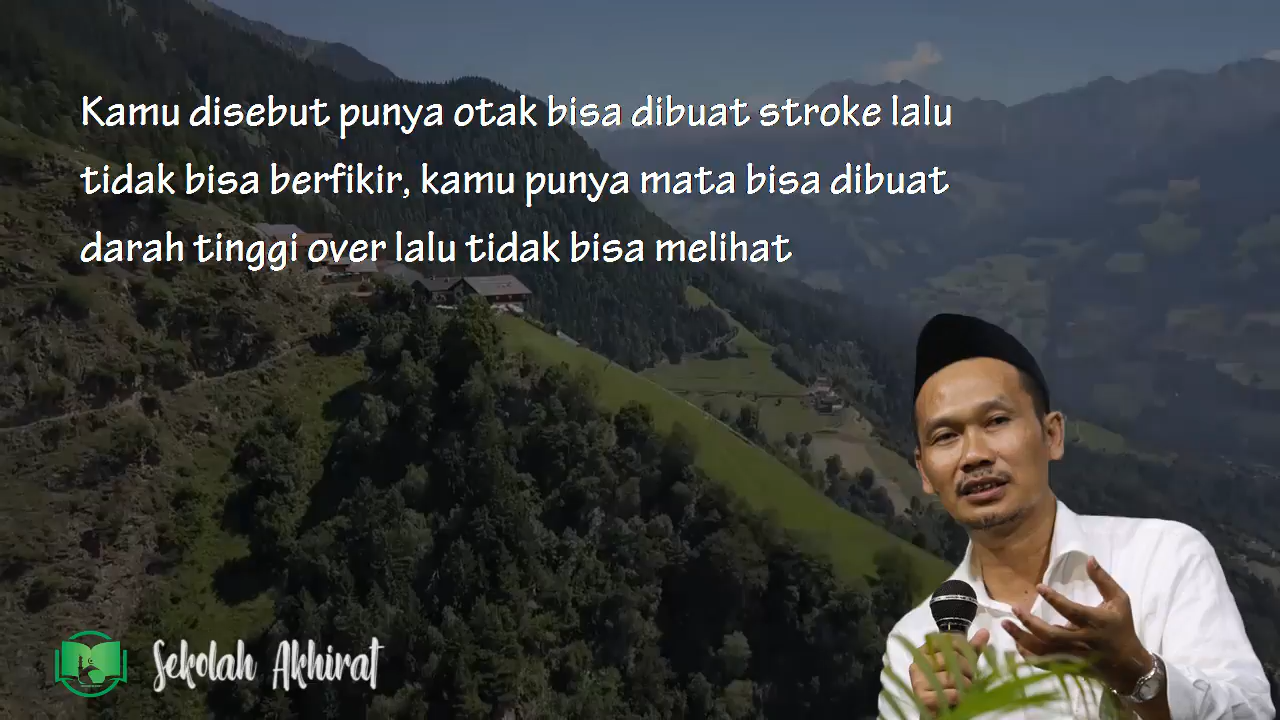 Kamu disebut punya otak bisa dibuat stroke lalu
tidak bisa berfikir, kamu punya mata bisa dibuat
darah tinggi over lalu tidak bisa melihat
Sekolah Akhirat